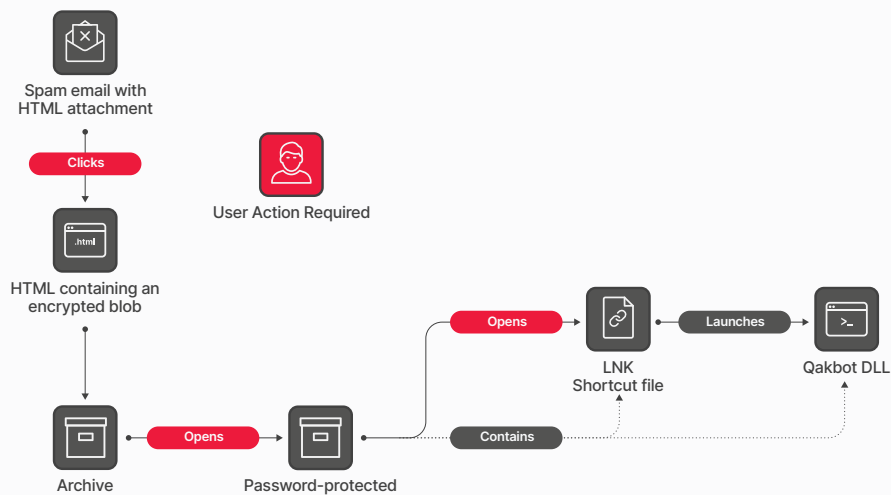 Spam email with
HTML attachment
Clicks
User Action Required
.html
HTML containing an
encrypted blob
Opens
Launches
>_
LNK
Shortcut file
Qakbot DLL
Opens
Contains
Archive
Password-protected